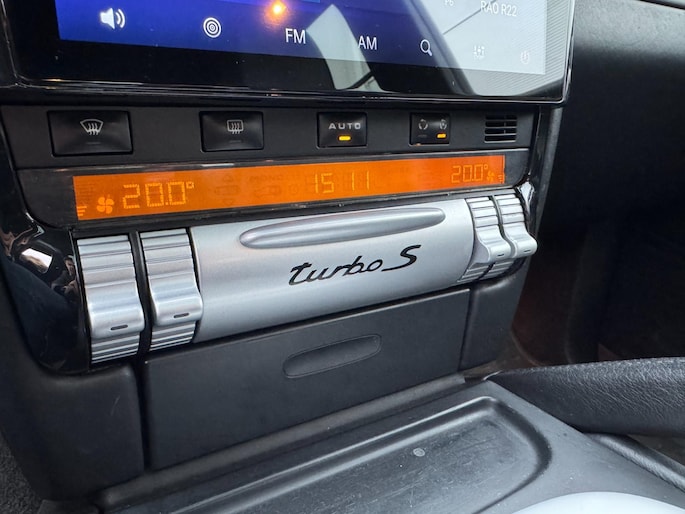 RAO R22
FM AM
AUTO
20.0° 15 11 20.0°
turbo S